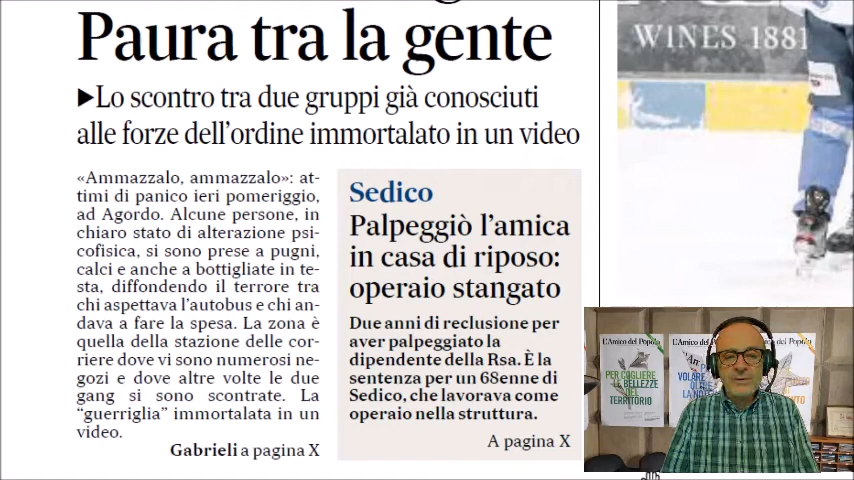 Paura tra la gente
▶Lo scontro tra due gruppi già conosciuti
alle forze dell'ordine immortalato in un video
«Ammazzalo, ammazzalo»: at-
timi di panico ieri pomeriggio,
ad Agordo. Alcune persone, in
chiaro stato di alterazione psi-
cofisica, si sono prese a pugni,
calci e anche a bottigliate in te-
sta, diffondendo il terrore tra
chi aspettava l'autobus e chi an-
dava a fare la spesa. La zona è
quella della stazione delle cor-
riere dove vi sono numerosi ne-
gozi e dove altre volte le due
gang si sono scontrate. La
"guerriglia" immortalata in un
video.
Gabrieli a pagina X
Sedico
Palpeggiò l'amica
in casa di riposo:
operaio stangato
Due anni di reclusione per
aver palpeggiato la
dipendente della Rsa. È la
sentenza per un 68enne di
Sedico, che lavorava come
operaio nella struttura.
A pagina X
WINES 1881
L'Amico del Popolo
PER COGLIERE
LE BELLEZZE
DEL
TERRITORIO
L'Amico del Popolo
VOLARE
OLTRE
LA NOT